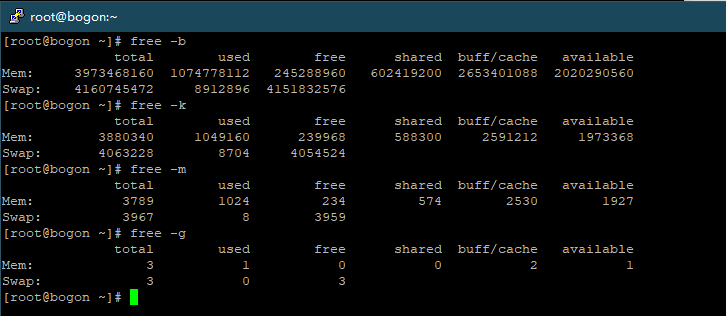 root@bogon:~
[root@bogon ~]# free -b
total used free shared buff/cache available
Mem: 3973468160 1074778112 245288960 602419200 2653401088 2020290560
Swap: 4160745472 8912896 4151832576
[root@bogon ~]# free -k
total used free shared buff/cache available
Mem: 3880340 1049160 239968 588300 2591212 1973368
Swap: 4063228 8704 4054524
[root@bogon ~]# free -m
total used free shared buff/cache available
Mem: 3789 1024 234 574 2530 1927
Swap: 3967 8 3959
[root@bogon ~]# free -g
total used free shared buff/cache available
Mem: 3 1 0 0 2 1
Swap: 3 0 3
[root@bogon ~]#